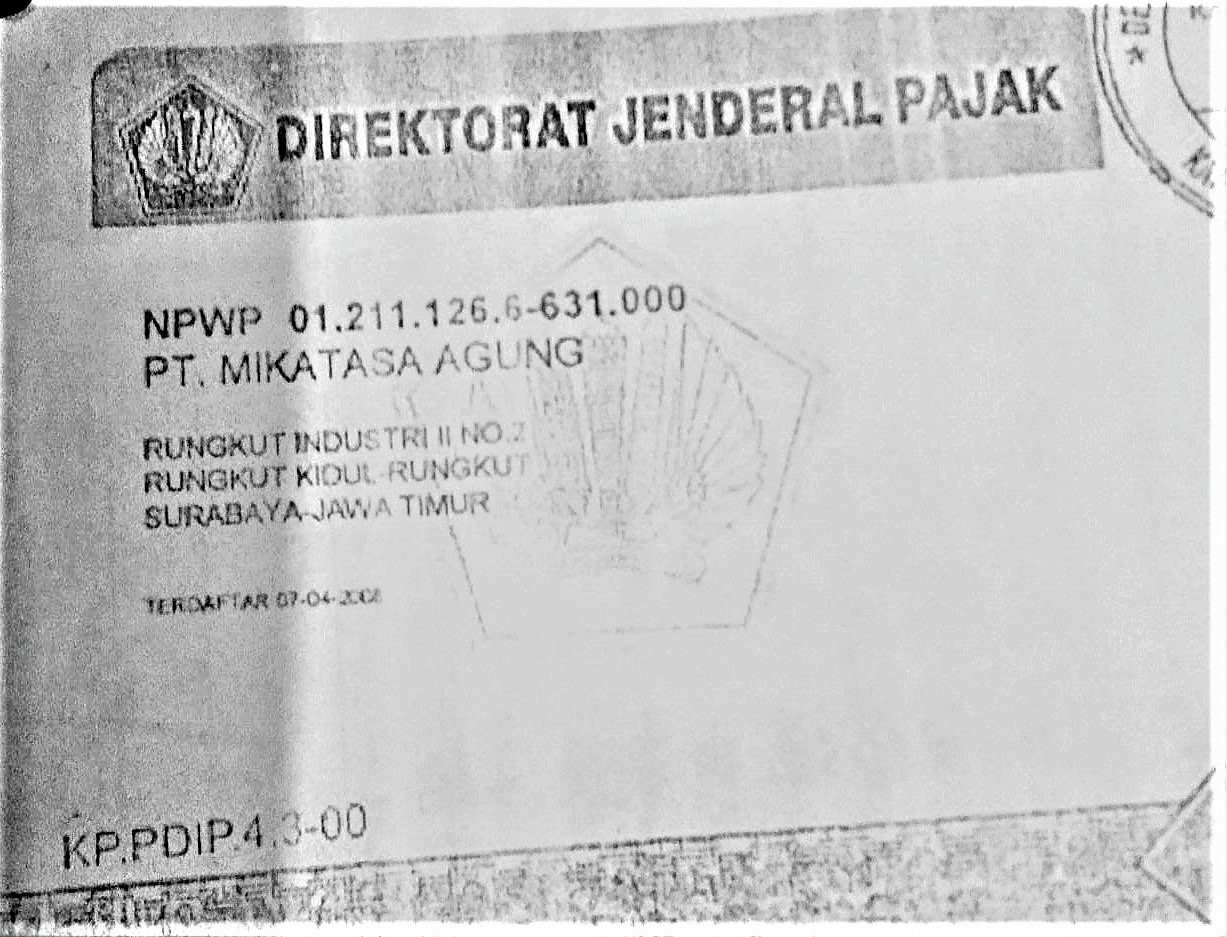 DIREKTORAT JENDERAL PAJAK
NPWP 01.211.126.6-631.000
PT. MIKATASA AGUNG
RUNGKUT INDUSTRI II NO.
RUNGKUT KIDUL-RUNGKUT
SURABAYA-JAWA TIMUR
TERDAFTAR 07-04-2008
KP.PDIP.4.3-00